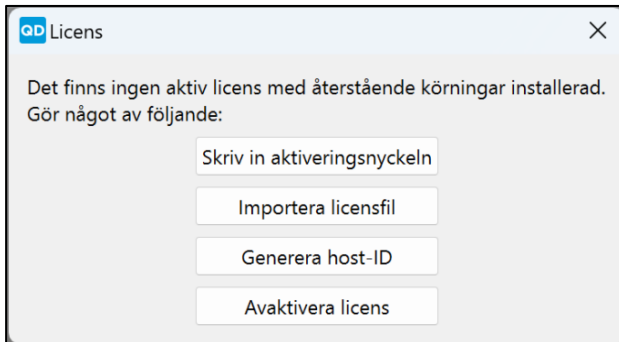 QD Licens
Det finns ingen aktiv licens med återstående körningar installerad.
Gör något av följande:
Skriv in aktiveringsnyckeln
Importera licensfil
Generera host-ID
Avaktivera licens